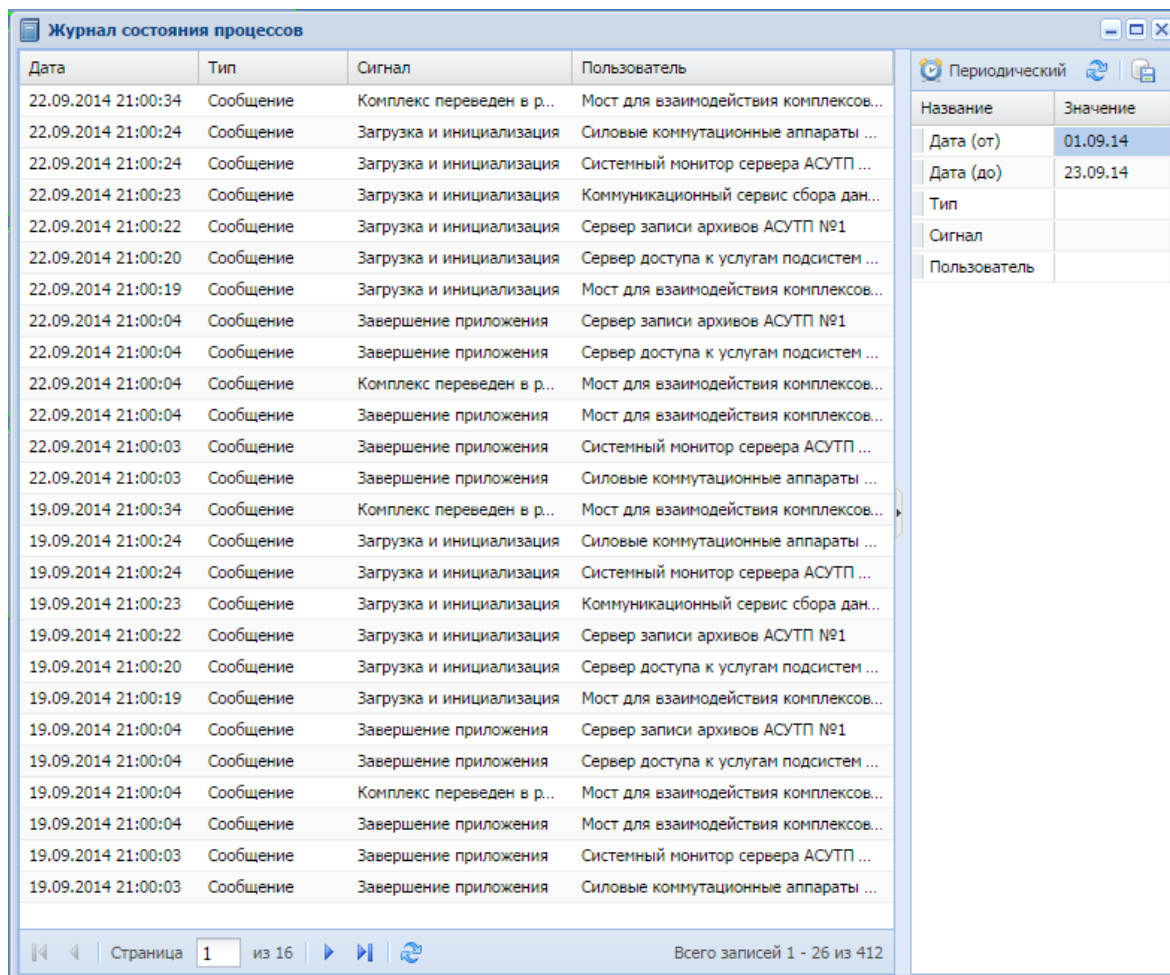 Журнал состояния процессов
Дата Тип Сигнал Пользователь
22.09.2014 21:00:34 Сообщение Комплекс переведен в р... Мост для взаимодействия комплексов...
22.09.2014 21:00:24 Сообщение Загрузка и инициализация Силовые коммутационные аппараты ...
22.09.2014 21:00:24 Сообщение Загрузка и инициализация Системный монитор сервера АСУТП ...
22.09.2014 21:00:23 Сообщение Загрузка и инициализация Коммуникационный сервис сбора дан...
22.09.2014 21:00:22 Сообщение Загрузка и инициализация Сервер записи архивов АСУТП №1
22.09.2014 21:00:20 Сообщение Загрузка и инициализация Сервер доступа к услугам подсистем ...
22.09.2014 21:00:19 Сообщение Загрузка и инициализация Мост для взаимодействия комплексов...
22.09.2014 21:00:04 Сообщение Завершение приложения Сервер записи архивов АСУТП №1
22.09.2014 21:00:04 Сообщение Завершение приложения Сервер доступа к услугам подсистем ...
22.09.2014 21:00:04 Сообщение Комплекс переведен в р... Мост для взаимодействия комплексов...
22.09.2014 21:00:04 Сообщение Завершение приложения Мост для взаимодействия комплексов...
22.09.2014 21:00:03 Сообщение Завершение приложения Системный монитор сервера АСУТП ...
22.09.2014 21:00:03 Сообщение Завершение приложения Силовые коммутационные аппараты ...
19.09.2014 21:00:34 Сообщение Комплекс переведен в р... Мост для взаимодействия комплексов...
19.09.2014 21:00:24 Сообщение Загрузка и инициализация Силовые коммутационные аппараты ...
19.09.2014 21:00:24 Сообщение Загрузка и инициализация Системный монитор сервера АСУТП ...
19.09.2014 21:00:23 Сообщение Загрузка и инициализация Коммуникационный сервис сбора дан...
19.09.2014 21:00:22 Сообщение Загрузка и инициализация Сервер записи архивов АСУТП №1
19.09.2014 21:00:20 Сообщение Загрузка и инициализация Сервер доступа к услугам подсистем ...
19.09.2014 21:00:19 Сообщение Загрузка и инициализация Мост для взаимодействия комплексов...
19.09.2014 21:00:04 Сообщение Завершение приложения Сервер записи архивов АСУТП №1
19.09.2014 21:00:04 Сообщение Завершение приложения Сервер доступа к услугам подсистем ...
19.09.2014 21:00:04 Сообщение Комплекс переведен в р... Мост для взаимодействия комплексов...
19.09.2014 21:00:04 Сообщение Завершение приложения Мост для взаимодействия комплексов...
19.09.2014 21:00:03 Сообщение Завершение приложения Системный монитор сервера АСУТП ...
19.09.2014 21:00:03 Сообщение Завершение приложения Силовые коммутационные аппараты ...
Страница 1 из 16 Всего записей 1 - 26 из 412
Периодический
Название Значение
Дата (от) 01.09.14
Дата (до) 23.09.14
Тип
Сигнал
Пользователь